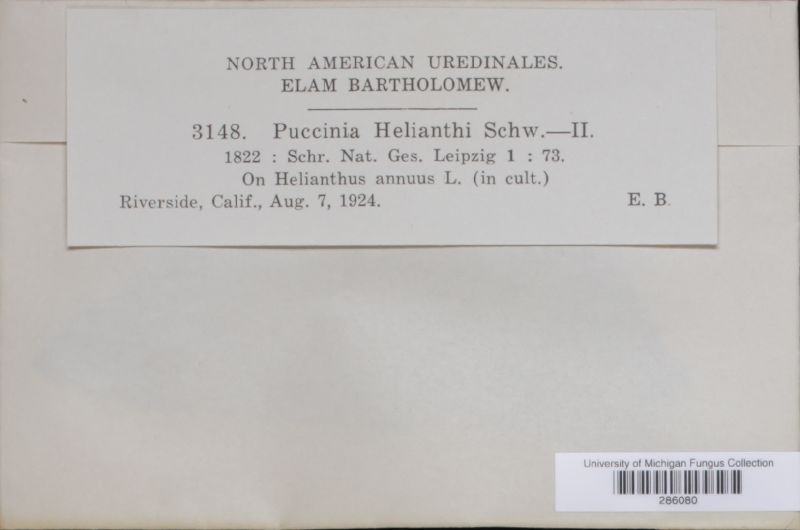 NORTH AMERICAN UREDINALES.
ELAM BARTHOLOMEW.
3148. Puccinia Helianthi Schw.—II.
1822 : Schr. Nat. Ges. Leipzig 1 : 73.
On Helianthus annuus L. (in cult.)
Riverside, Calif., Aug. 7, 1924. E. B.
University of Michigan Fungus Collection
286080